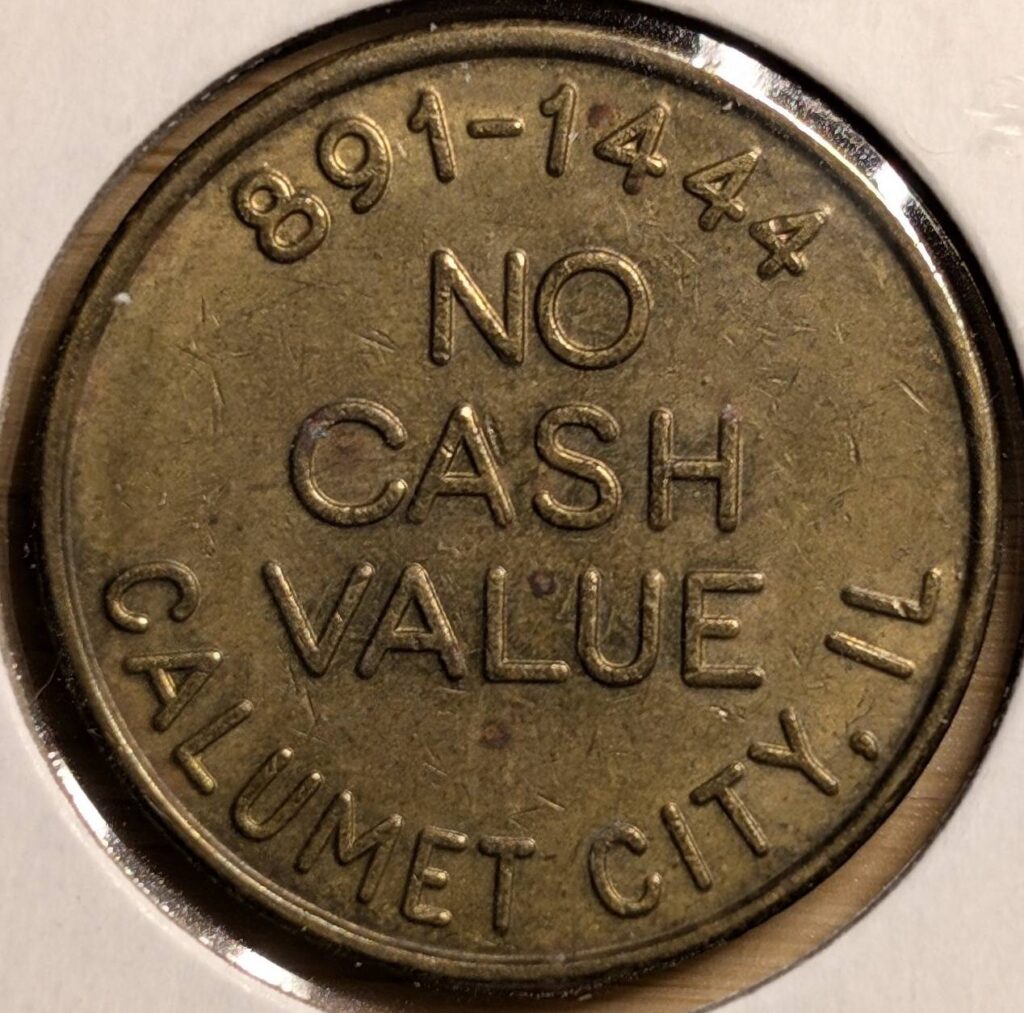 891-1444
NO
CASH
VALUE
CALUMET CITY, IL